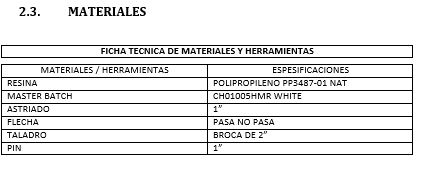 2.3. MATERIALES
FICHA TECNICA DE MATERIALES Y HERRAMIENTAS
MATERIALES / HERRAMIENTAS ESPESIFICACIONES
RESINA POLIPROPILENO PP3487-01 NAT
MASTER BATCH CH01005HMR WHITE
ASTRIADO 1”
FLECHA PASA NO PASA
TALADRO BROCA DE 2”
PIN 1”